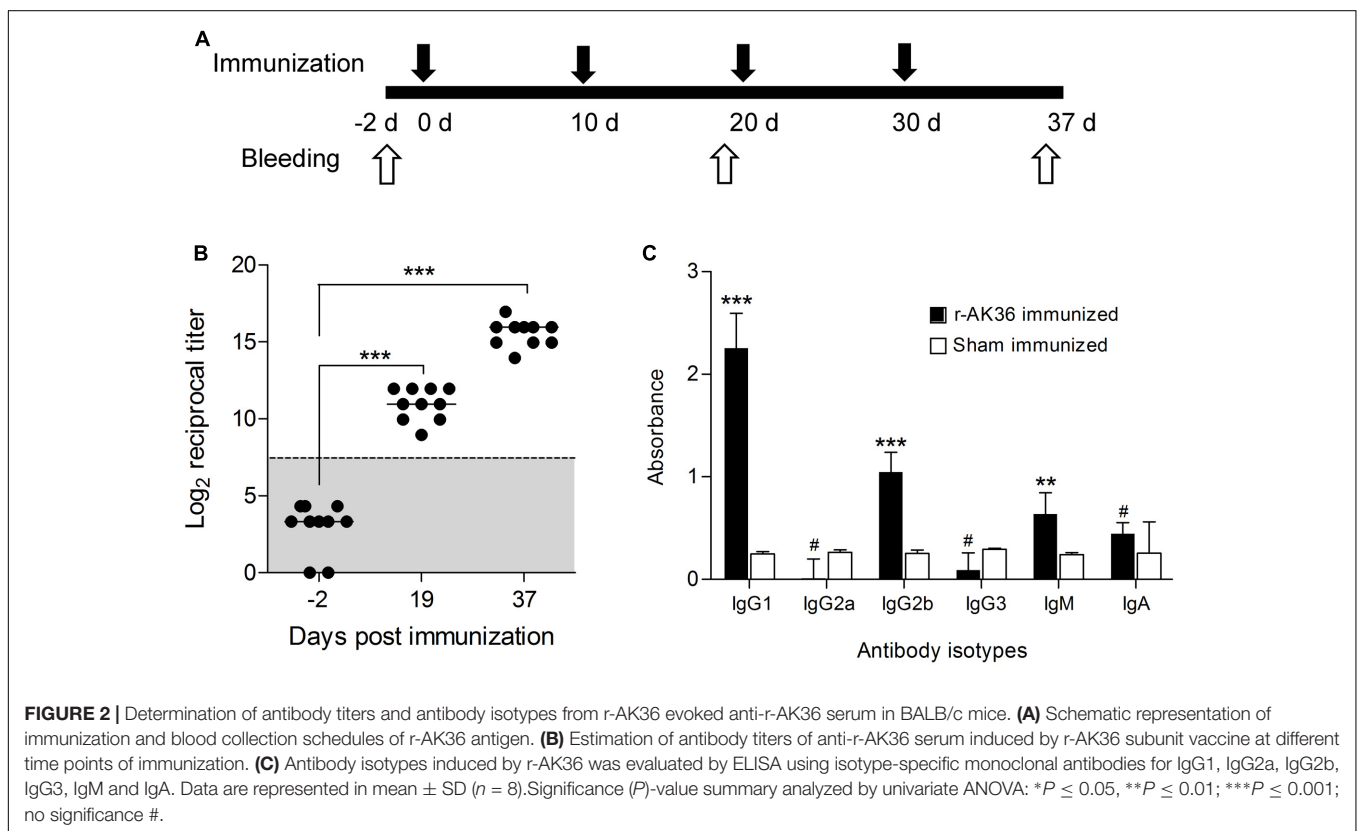 A
Immunization
-2 d 0 d 10 d 20 d 30 d 37 d
Bleeding
B
Log2 reciprocal titer
20
15
10
5
0
***
***
-2 19 37
Days post immunization
C
Absorbance
3
2
1
0
r-AK36 immunized
Sham immunized
*** # *** # ** #
IgG1 IgG2a IgG2b IgG3 IgM IgA
Antibody isotypes
FIGURE 2 | Determination of antibody titers and antibody isotypes from r-AK36 evoked anti-r-AK36 serum in BALB/c mice. (A) Schematic representation of
immunization and blood collection schedules of r-AK36 antigen. (B) Estimation of antibody titers of anti-r-AK36 serum induced by r-AK36 subunit vaccine at different
time points of immunization. (C) Antibody isotypes induced by r-AK36 was evaluated by ELISA using isotype-specific monoclonal antibodies for IgG1, IgG2a, IgG2b,
IgG3, IgM and IgA. Data are represented in mean ± SD (n = 8).Significance (P)-value summary analyzed by univariate ANOVA: *P ≤ 0.05, **P ≤ 0.01; ***P ≤ 0.001;
no significance #.